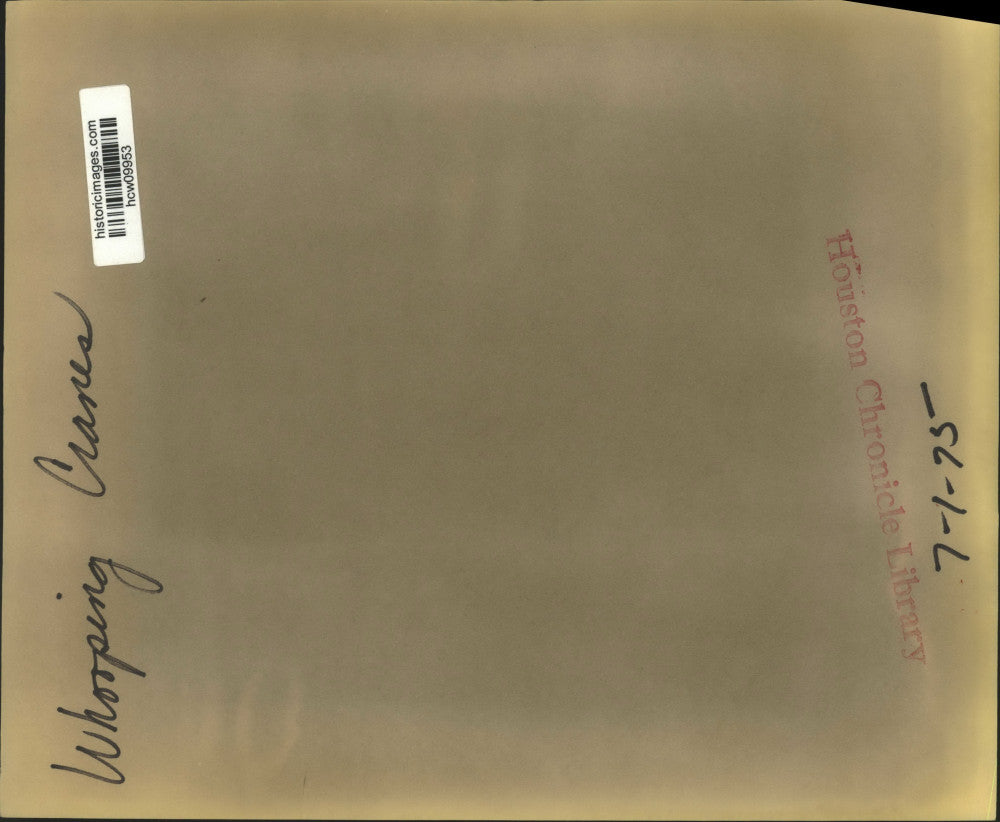 historicimages.com
hcw09953
Whooping Cranes
Houston Chronicle Library
7-1-75